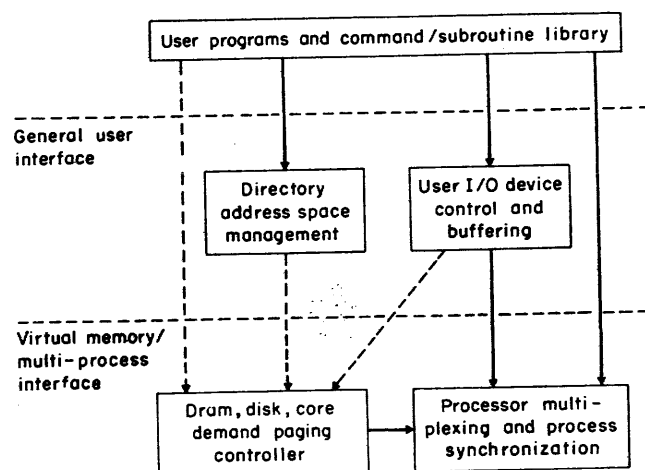 User programs and command/subroutine library
General user
interface
Directory
address space
management
User I/O device
control and
buffering
Virtual memory/
multi-process
interface
Dram, disk, core
demand paging
controller
Processor multi-
plexing and process
synchronization